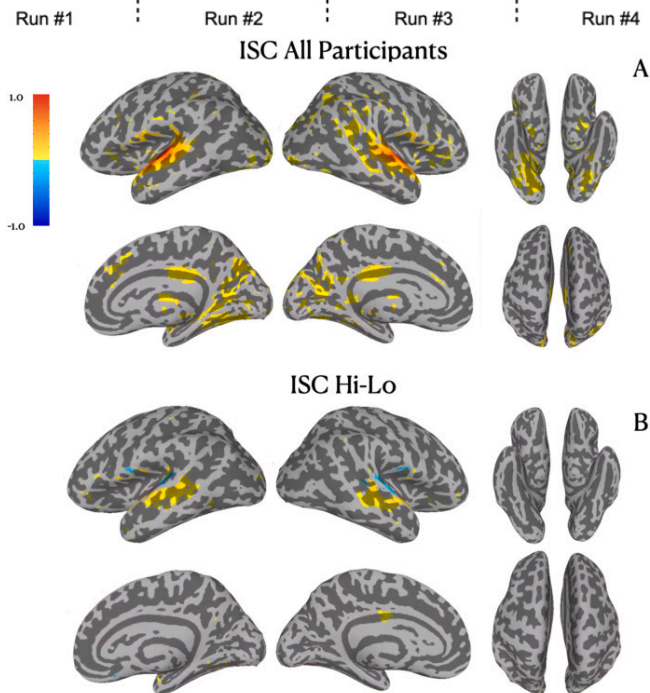 Run #1 Run #2 Run #3 Run #4
ISC All Participants
A
1.0
-1.0
ISC Hi-Lo
B